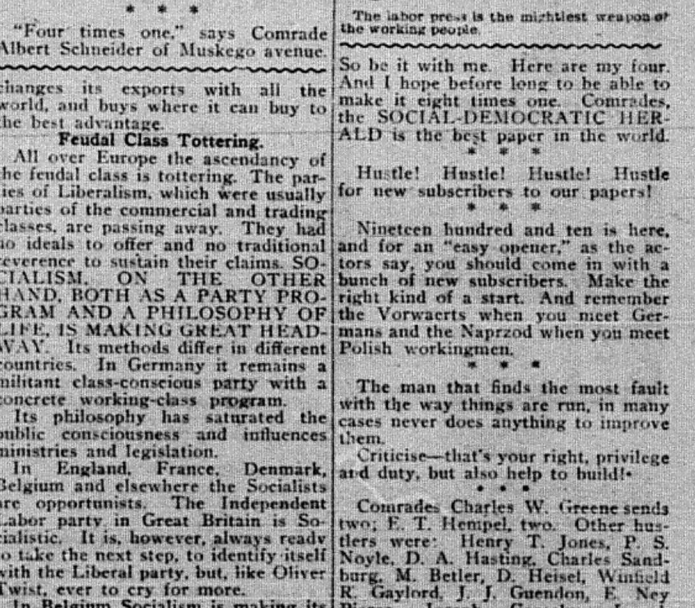 * * *
"Four times one," says Comrade
Albert Schneider of Muskego avenue.
changes its exports with all the
world, and buys where it can buy to
the best advantage.
Feudal Class Tottering.
All over Europe the ascendancy of
the feudal class is tottering. The par-
ties of Liberalism, which were usually
parties of the commercial and trading
classes, are passing away. They had
no ideals to offer and no traditional
reverence to sustain their claims. SO-
CIALISM, ON THE OTHER
HAND, BOTH AS A PARTY PRO-
GRAM AND A PHILOSOPHY OF
LIFE, IS MAKING GREAT HEAD-
WAY. Its methods differ in different
countries. In Germany it remains a
militant class-conscious party with a
concrete working-class program.
Its philosophy has saturated the
public consciousness and influences
ministries and legislation.
In England, France, Denmark,
Belgium and elsewhere the Socialists
are opportunists. The Independent
Labor party in Great Britain is So-
cialistic. It is, however, always ready
to take the next step, to identify itself
with the Liberal party, but, like Oliver
Twist, ever to cry for more.
In Belgium Socialism is making its
The labor press is the mightiest weapon of
the working people.
So be it with me. Here are my four.
And I hope before long to be able to
make it eight times one. Comrades,
the SOCIAL-DEMOCRATIC HER-
ALD is the best paper in the world.
* * *
Hustle! Hustle! Hustle! Hustle
for new subscribers to our papers!
* * *
Nineteen hundred and ten is here,
and for an "easy opener," as the ac-
tors say, you should come in with a
bunch of new subscribers. Make the
right kind of a start. And remember
the Vorwaerts when you meet Ger-
mans and the Naprzod when you meet
Polish workingmen.
* * *
The man that finds the most fault
with the way things are run, in many
cases never does anything to improve
them.
Criticise—that's your right, privilege
and duty, but also help to build!
* * *
Comrades Charles W. Greene sends
two; E. T. Hempel, two. Other hus-
tlers were: Henry T. Jones, P. S.
Noyle, D. A. Hasting, Charles Sand-
burg, M. Betler, D. Heisel, Winfield
R. Gaylord, J. J. Guendon, E. Ney